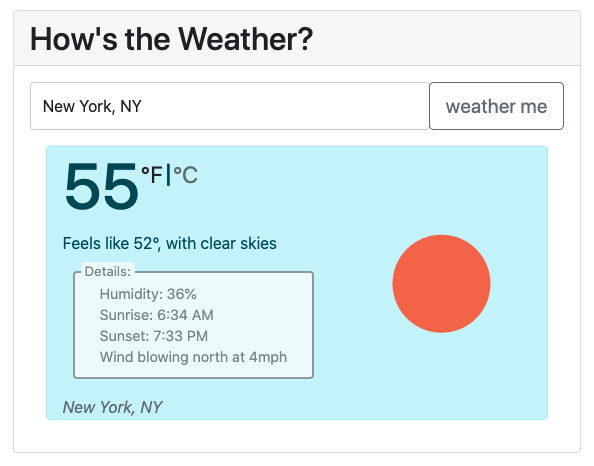 How's the Weather?
New York, NY
weather me
55 °F|°C
Feels like 52°, with clear skies
Details:
Humidity: 36%
Sunrise: 6:34 AM
Sunset: 7:33 PM
Wind blowing north at 4mph
New York, NY